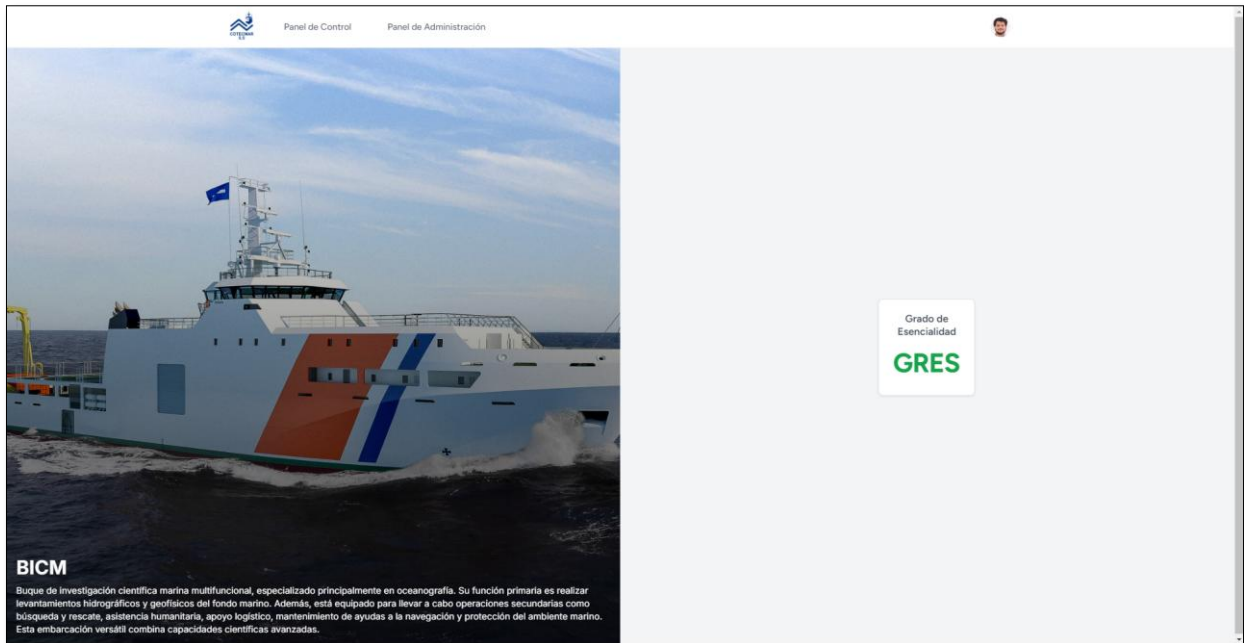 COTECMAR
Panel de Control
Panel de Administración
Grado de
Esencialidad
GRES
BICM
Buque de investigación científica marina multifuncional, especializado principalmente en oceanografía. Su función primaria es realizar
levantamientos hidrográficos y geofísicos del fondo marino. Además, está equipado para llevar a cabo operaciones secundarias como
búsqueda y rescate, asistencia humanitaria, apoyo logístico, mantenimiento de ayudas a la navegación y protección del ambiente marino.
Esta embarcación versátil combina capacidades científicas avanzadas.